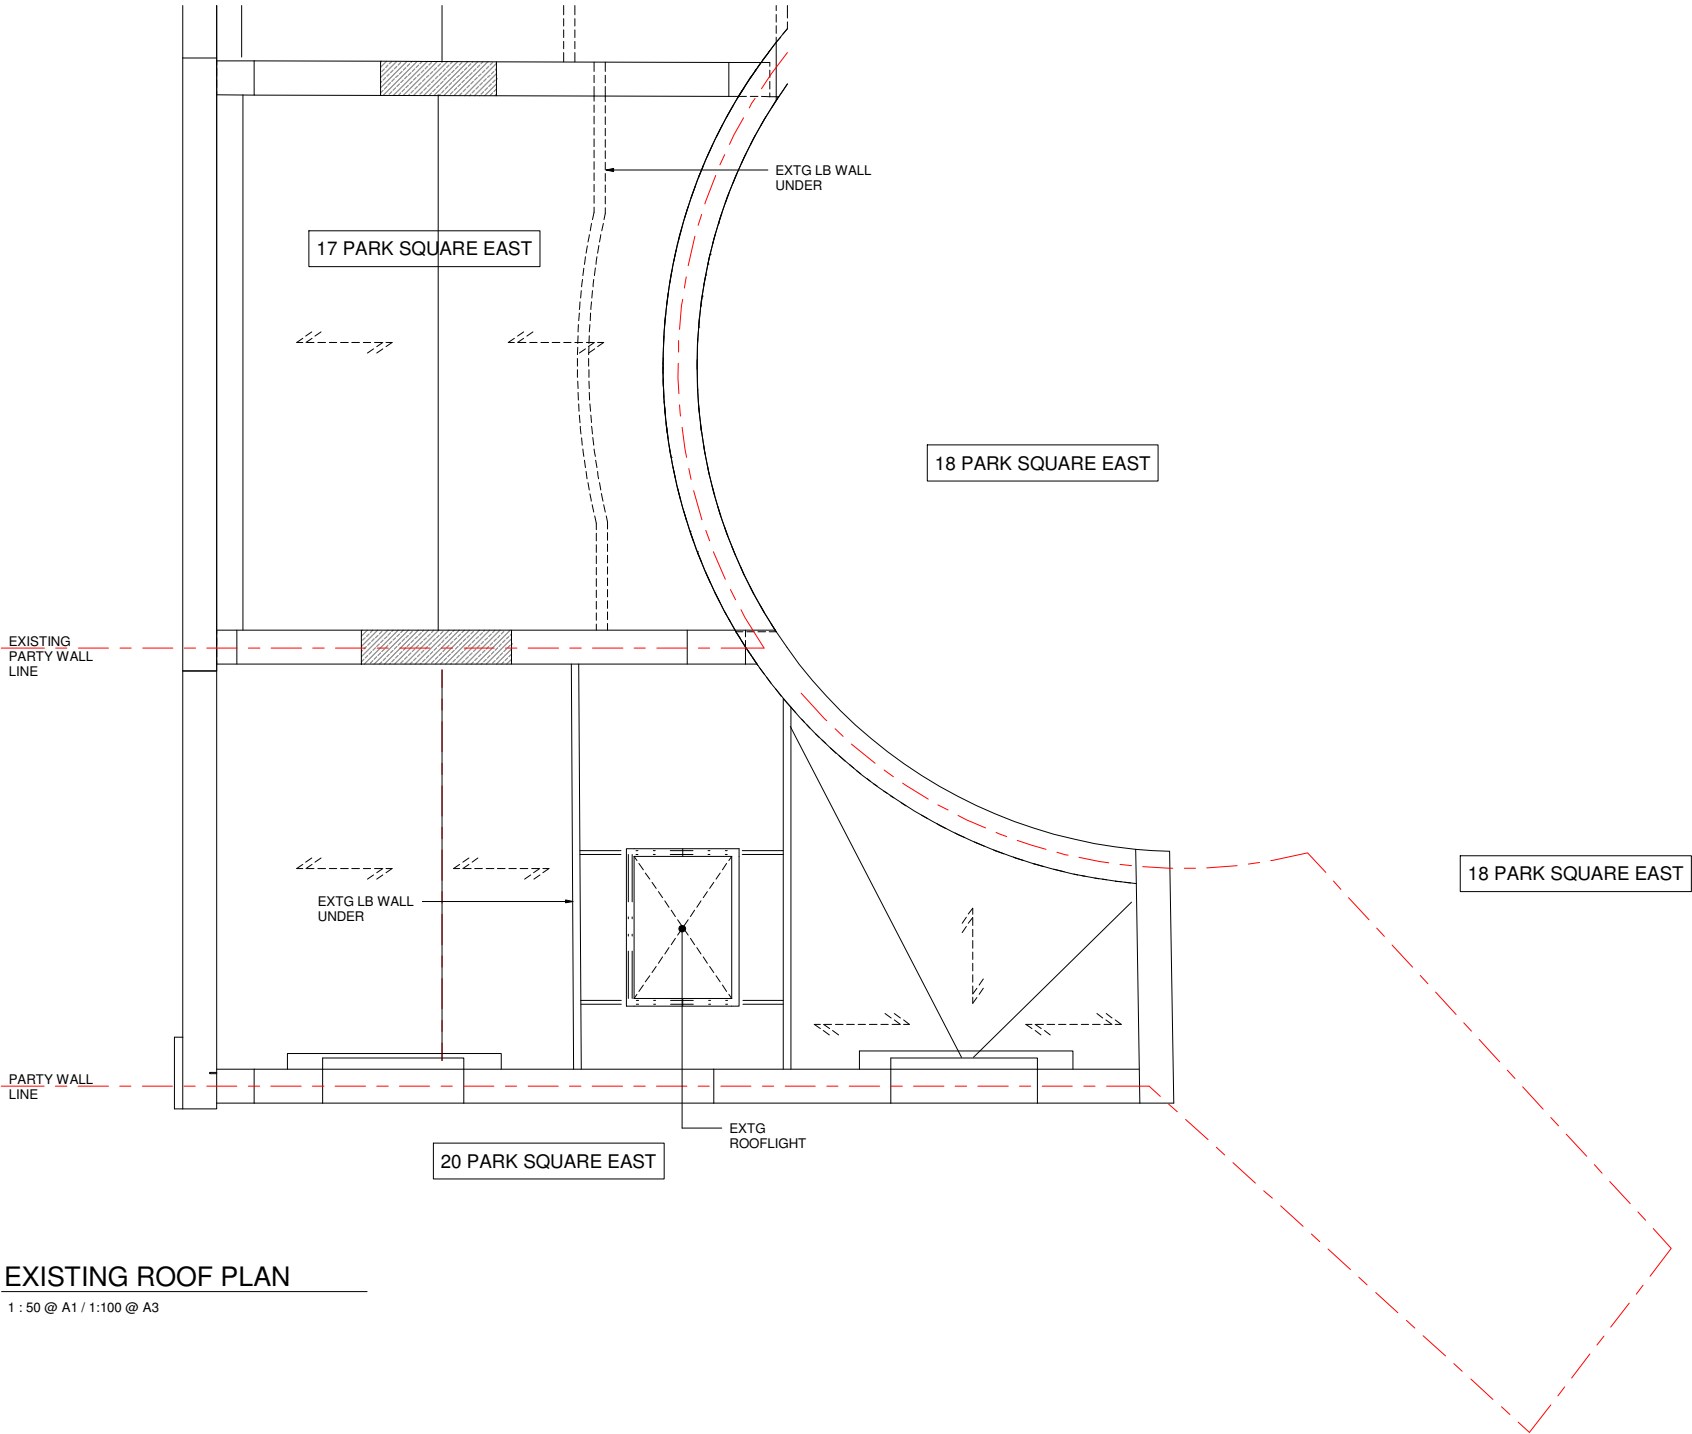 EXTG LB WALL
UNDER
17 PARK SQUARE EAST
18 PARK SQUARE EAST
EXISTING
PARTY WALL
LINE
18 PARK SQUARE EAST
EXTG LB WALL
UNDER
PARTY WALL
LINE
EXTG
ROOFLIGHT
20 PARK SQUARE EAST
EXISTING ROOF PLAN
1 : 50 @ A1 / 1:100 @ A3